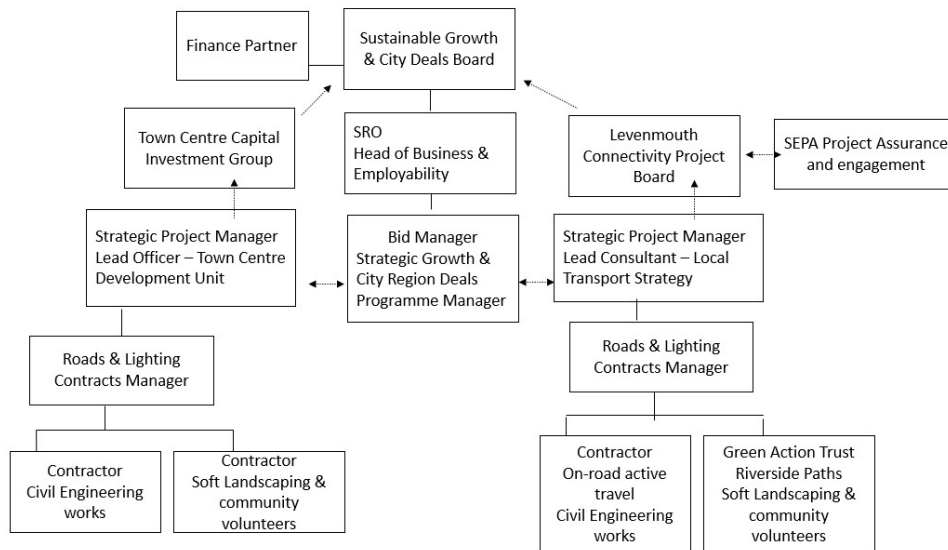 Finance Partner
Sustainable Growth
& City Deals Board
Town Centre Capital
Investment Group
SRO
Head of Business &
Employability
Levenmouth
Connectivity Project
Board
SEPA Project Assurance
and engagement
Strategic Project Manager
Lead Officer – Town Centre
Development Unit
Bid Manager
Strategic Growth &
City Region Deals
Programme Manager
Strategic Project Manager
Lead Consultant – Local
Transport Strategy
Roads & Lighting
Contracts Manager
Roads & Lighting
Contracts Manager
Contractor
Civil Engineering
works
Contractor
Soft Landscaping &
community
volunteers
Contractor
On-road active
travel
Civil Engineering
works
Green Action Trust
Riverside Paths
Soft Landscaping &
community
volunteers